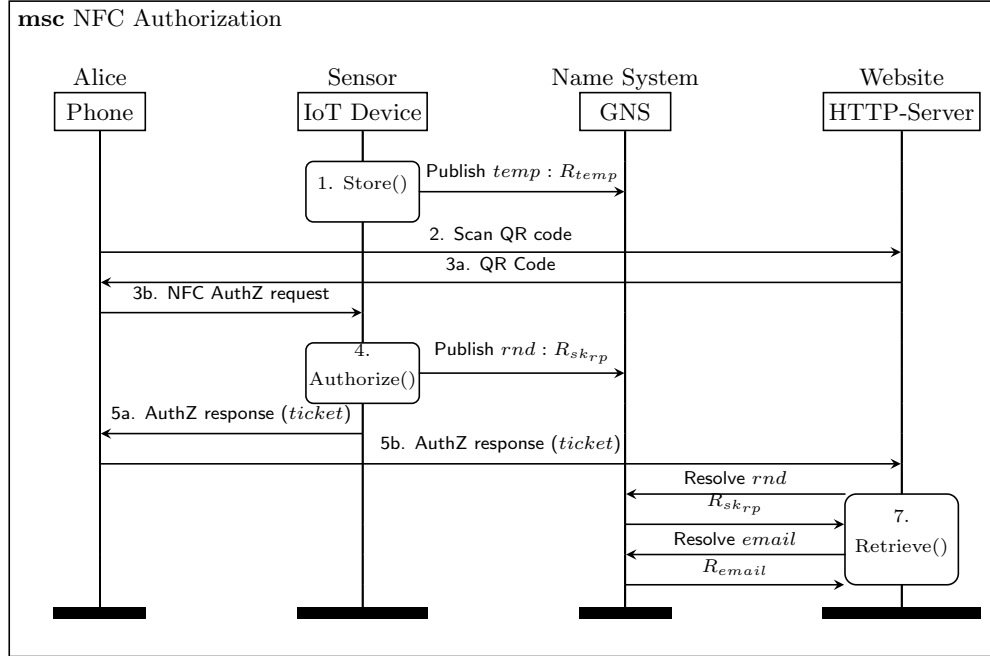 msc NFC Authorization
Alice Sensor Name System Website
Phone IoT Device GNS HTTP-Server
1. Store()
Publish temp : R_temp
2. Scan QR code
3a. QR Code
3b. NFC AuthZ request
4.
Authorize()
Publish rnd : R_sk_rp
5a. AuthZ response (ticket)
5b. AuthZ response (ticket)
Resolve rnd
R_sk_rp
7.
Retrieve()
Resolve email
R_email